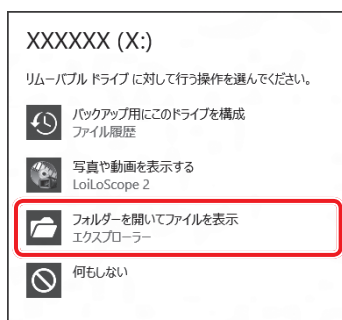 XXXXXX (X:)
リムーバブル ドライブ に対して行う操作を選んでください。
バックアップ用にこのドライブを構成
ファイル履歴
写真や動画を表示する
LoiLoScope 2
フォルダーを開いてファイルを表示
エクスプローラー
何もしない